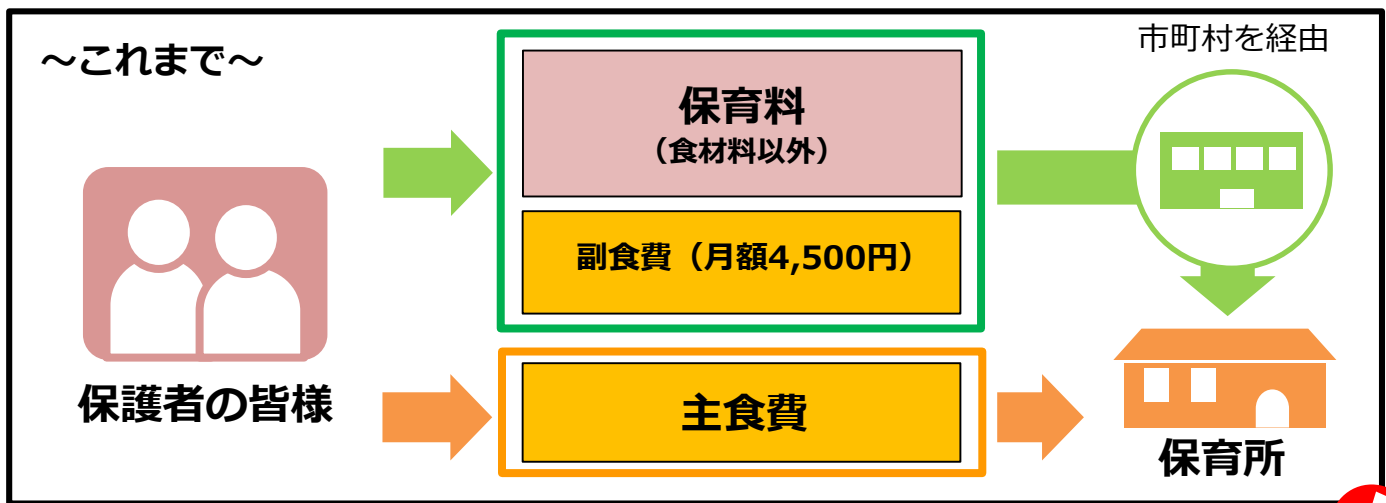 ～これまで～
市町村を経由
保育料
（食材料以外）
副食費（月額4,500円）
保護者の皆様
主食費
保育所